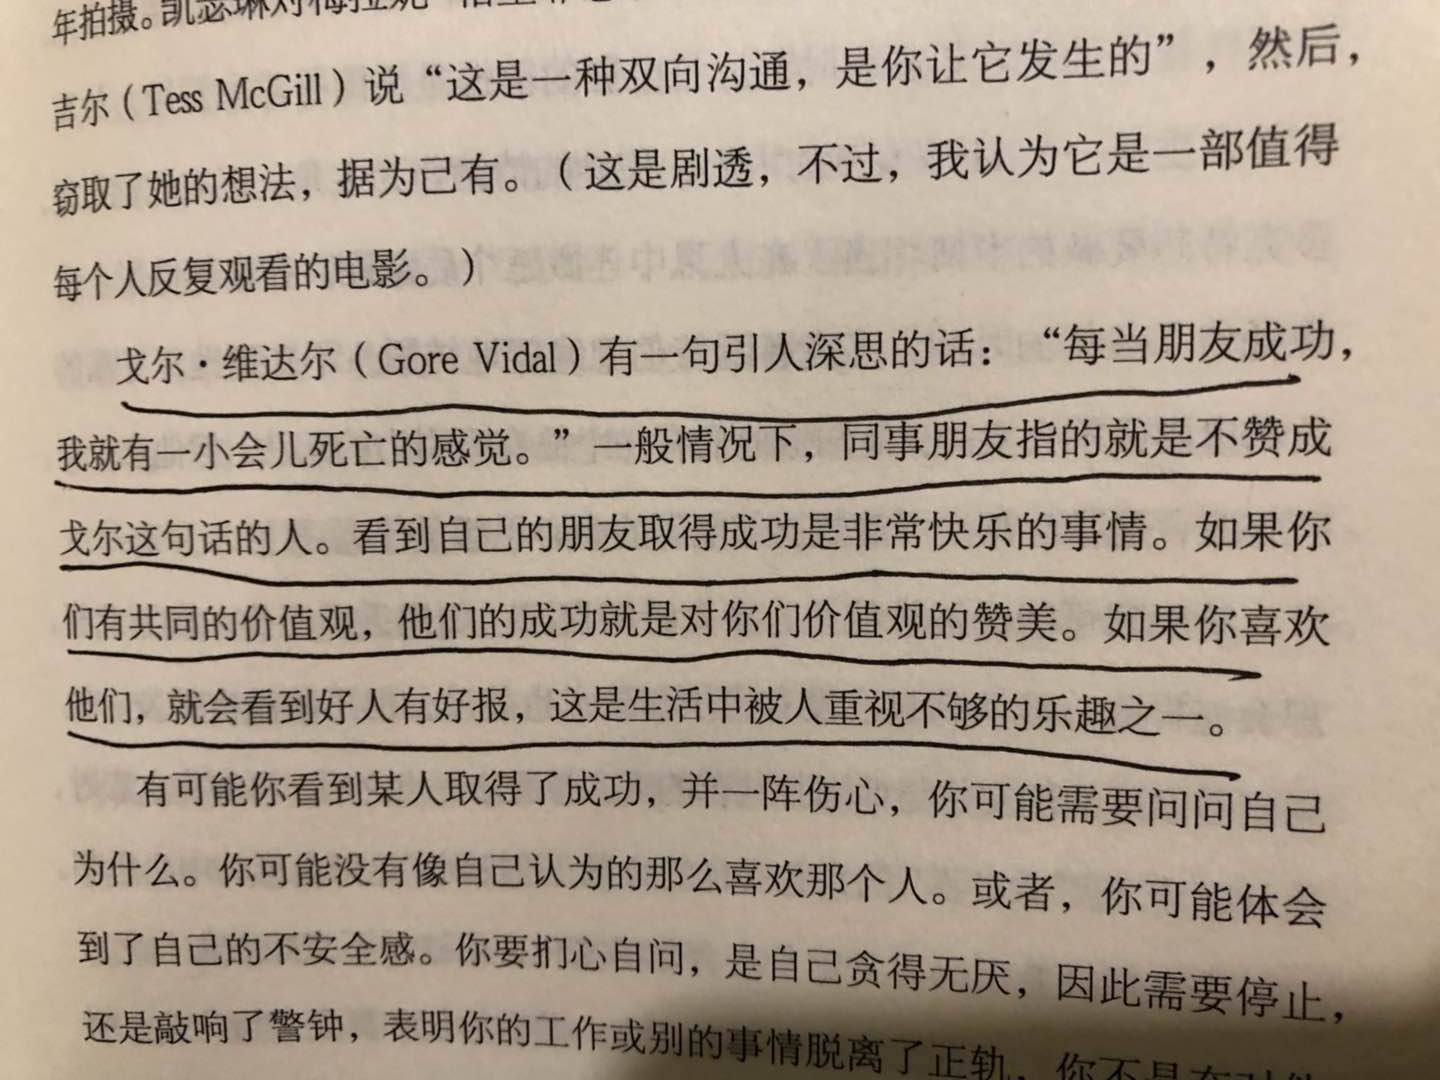 年拍摄。凯瑟琳对梅拉妮
吉尔（Tess McGill）说“这是一种双向沟通，是你让它发生的”，然后，
窃取了她的想法，据为己有。（这是剧透，不过，我认为它是一部值得
每个人反复观看的电影。）
戈尔·维达尔（Gore Vidal）有一句引人深思的话：“每当朋友成功，
我就有一小会儿死亡的感觉。”一般情况下，同事朋友指的就是不赞成
戈尔这句话的人。看到自己的朋友取得成功是非常快乐的事情。如果你
们有共同的价值观，他们的成功就是对你们价值观的赞美。如果你喜欢
他们，就会看到好人有好报，这是生活中被人重视不够的乐趣之一。
有可能你看到某人取得了成功，并一阵伤心，你可能需要问问自己
为什么。你可能没有像自己认为的那么喜欢那个人。或者，你可能体会
到了自己的不安全感。你要扪心自问，是自己贪得无厌，因此需要停止，
还是敲响了警钟，表明你的工作或别的事情脱离了正轨，你不是在对